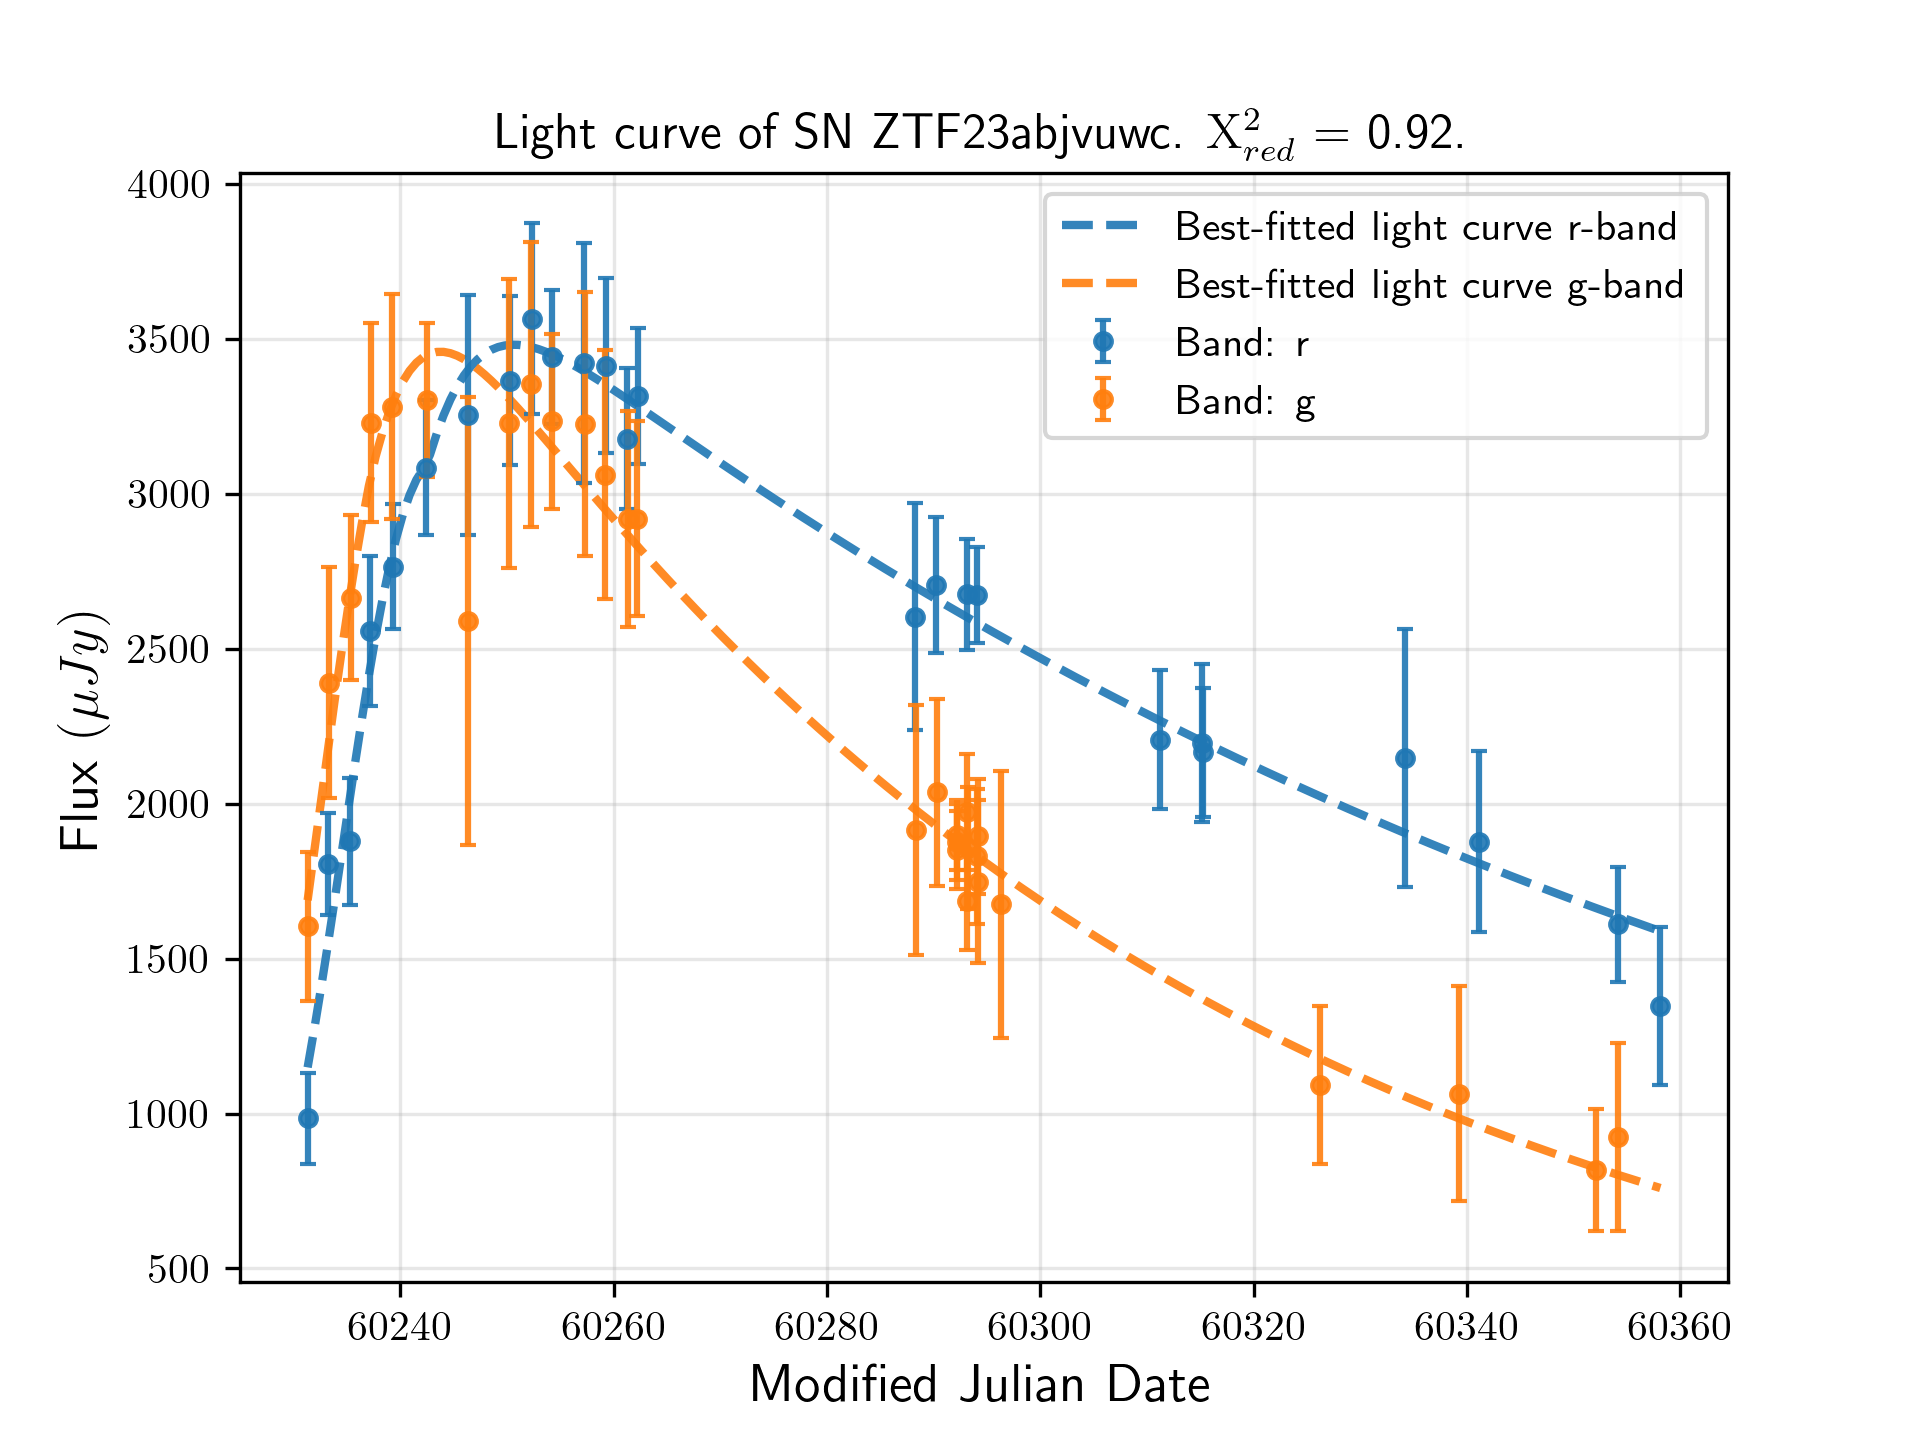 Light curve of SN ZTF23abjvuwc. X²red = 0.92.
4000
3500
3000
2500
2000
1500
1000
500
Flux (μJy)
Best-fitted light curve r-band
Best-fitted light curve g-band
Band: r
Band: g
60240 60260 60280 60300 60320 60340 60360
Modified Julian Date